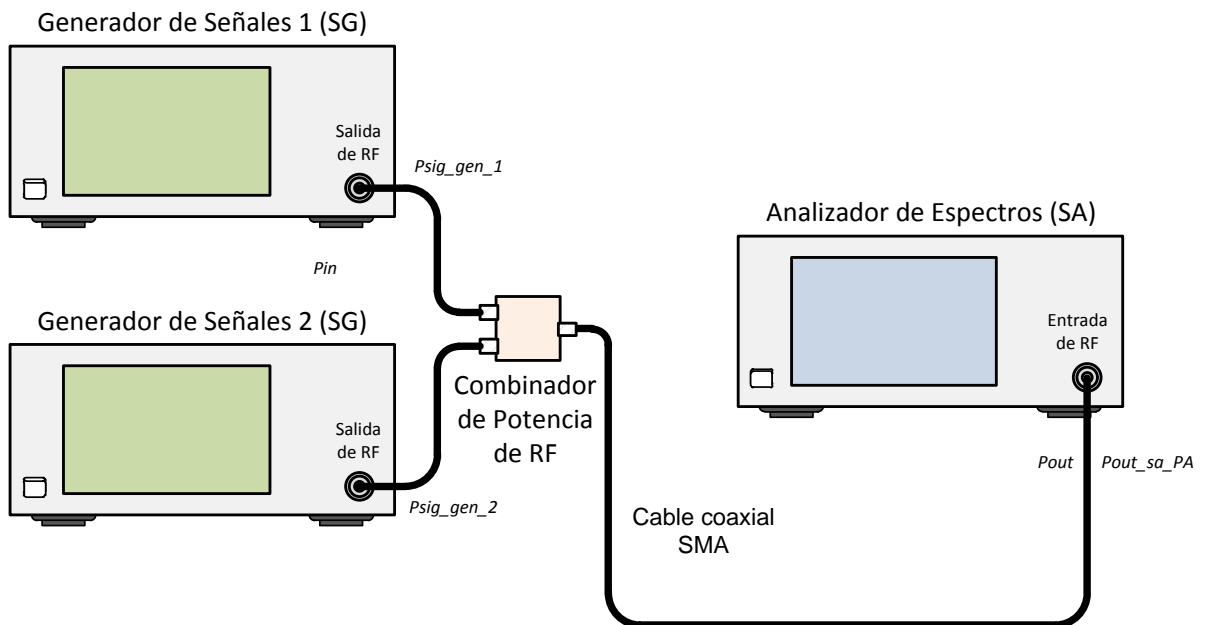 Generador de Señales 1 (SG)
Salida
de RF
Psig_gen_1
Pin
Generador de Señales 2 (SG)
Salida
de RF
Psig_gen_2
Combinador
de Potencia
de RF
Analizador de Espectros (SA)
Entrada
de RF
Pout
Pout_sa_PA
Cable coaxial
SMA